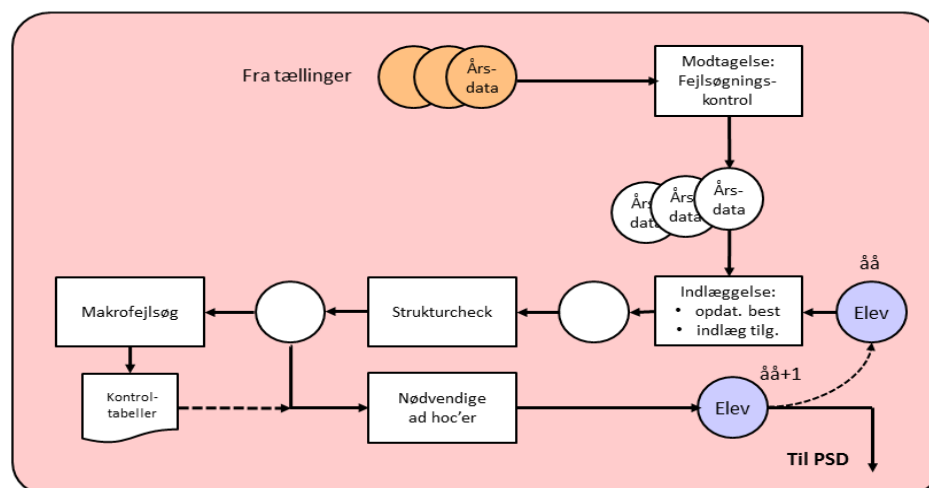 Fra tællinger
Års-
data
Modtagelse:
Fejlsøgnings-
kontrol
Års
data
Års
data
Års-
data
åå
Indlæggelse:
• opdat. best
• indlæg tilg.
Elev
Strukturcheck
Makrofejlsøg
Kontrol-
tabeller
Nødvendige
ad hoc'er
åå+1
Elev
Til PSD